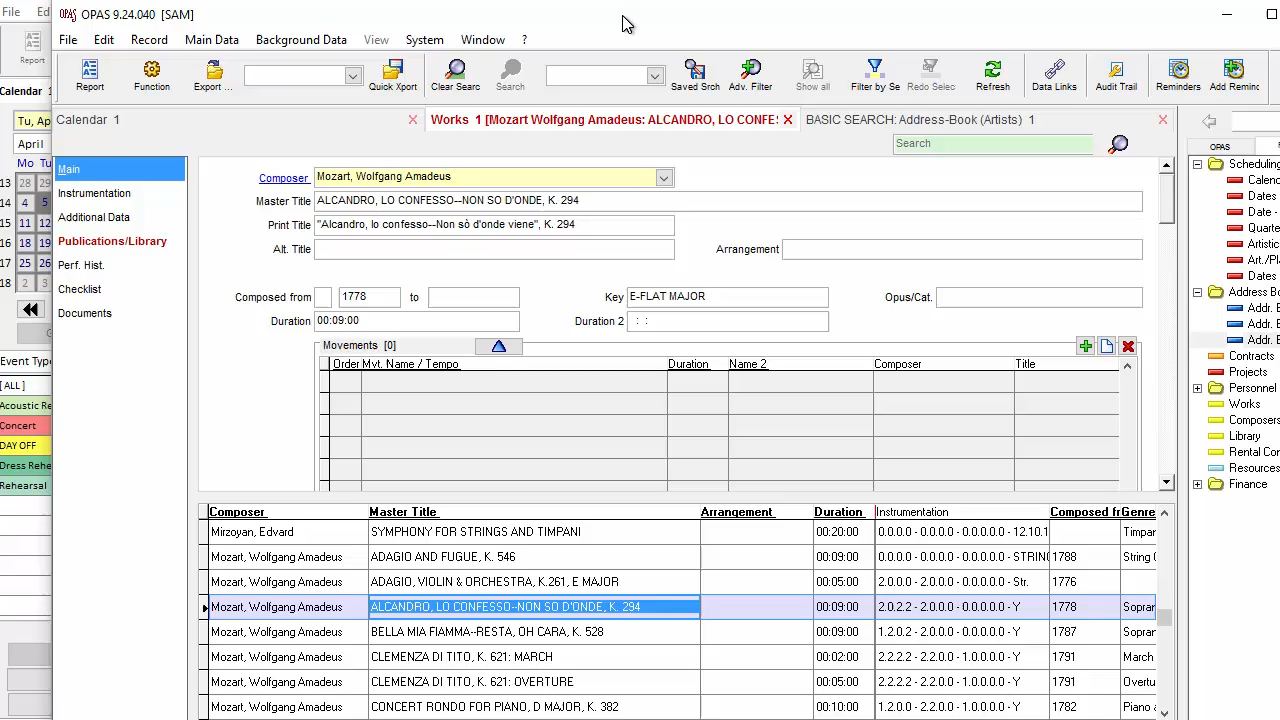 File Ed
OPAS 9.24.040 [SAM]
File Edit Record Main Data Background Data View System Window ?
Report
Report Function Export ... Quick Xport Clear Searc Search Saved Srch Adv. Filter Show all Filter by Se Redo Selec Refresh Data Links Audit Trail Reminders Add Reminc
Calendar 1
Calendar 1
Works 1 [Mozart Wolfgang Amadeus: ALCANDRO, LO CONFES
BASIC SEARCH: Address-Book (Artists) 1
Search
Tu, Ap
April
Mo Tu
13 28 29
14 4 5
15 11 12
16 18 19
17 25 26
18 2 3
Event Type
[ ALL ]
Acoustic Re
Concert
DAY OFF
Dress Rehe
Rehearsal
Main
Instrumentation
Additional Data
Publications/Library
Perf. Hist.
Checklist
Documents
Composer Mozart, Wolfgang Amadeus
Master Title ALCANDRO, LO CONFESSO--NON SO D'ONDE, K. 294
Print Title "Alcandro, lo confesso--Non sò d'onde viene", K. 294
Alt. Title Arrangement
Composed from 1778 to Key E-FLAT MAJOR Opus/Cat.
Duration 00:09:00 Duration 2 : :
Movements [0]
Order Mvt. Name / Tempo Duration Name 2 Composer Title
Composer Master Title Arrangement Duration Instrumentation Composed fr Genre
Mirzoyan, Edvard SYMPHONY FOR STRINGS AND TIMPANI 00:20:00 0.0.0.0 - 0.0.0.0 - 0.0.0.0.0 - 12.10.1 Timpar
Mozart, Wolfgang Amadeus ADAGIO AND FUGUE, K. 546 00:09:00 0.0.0.0 - 0.0.0.0 - 0.0.0.0.0 - STRIN 1788 String
Mozart, Wolfgang Amadeus ADAGIO, VIOLIN & ORCHESTRA, K.261, E MAJOR 00:05:00 2.0.0.0 - 2.0.0.0 - 0.0.0.0.0 - Str. 1776
Mozart, Wolfgang Amadeus ALCANDRO, LO CONFESSO--NON SO D'ONDE, K. 294 00:09:00 2.0.2.2 - 2.0.0.0 - 0.0.0.0.0 - Y 1778 Soprar
Mozart, Wolfgang Amadeus BELLA MIA FIAMMA--RESTA, OH CARA, K. 528 00:09:00 1.2.0.2 - 2.0.0.0 - 0.0.0.0.0 - Y 1787 Soprar
Mozart, Wolfgang Amadeus CLEMENZA DI TITO, K. 621: MARCH 00:02:00 2.2.2.2 - 2.2.0.0 - 1.0.0.0.0 - Y 1791 March
Mozart, Wolfgang Amadeus CLEMENZA DI TITO, K. 621: OVERTURE 00:05:00 2.2.2.2 - 2.2.0.0 - 1.0.0.0.0 - Y 1791 Overtu
Mozart, Wolfgang Amadeus CONCERT RONDO FOR PIANO, D MAJOR, K. 382 00:10:00 1.2.0.0 - 2.2.0.0 - 1.0.0.0.0 - Y 1782 Piano a
OPAS
Scheduling
Calenc
Dates
Date -
Quarte
Artistic
Art./Pl
Dates
Address Bo
Addr. E
Addr. E
Addr. E
Contracts
Projects
Personnel
Works
Composers
Library
Rental Cor
Resources
Finance